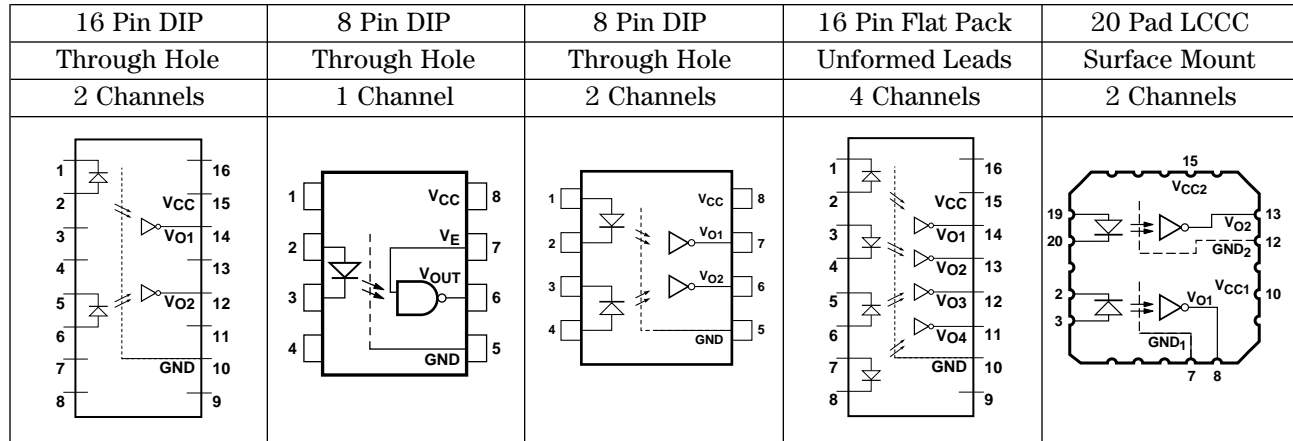 16 Pin DIP 8 Pin DIP 8 Pin DIP 16 Pin Flat Pack 20 Pad LCCC
Through Hole Through Hole Through Hole Unformed Leads Surface Mount
2 Channels 1 Channel 2 Channels 4 Channels 2 Channels
1 16
2 VCC 15
3 VO1 14
4 13
5 VO2 12
6 11
7 GND 10
8 9
1 VCC 8
2 VE 7
3 VOUT 6
4 GND 5
1 VCC 8
2 VO1 7
3 VO2 6
4 GND 5
1 16
2 VCC 15
3 VO1 14
4 VO2 13
5 VO3 12
6 VO4 11
7 GND 10
8 9
15
VCC2
19 VO2 13
20 GND2 12
2 VO1 VCC1 10
3 GND1
7 8